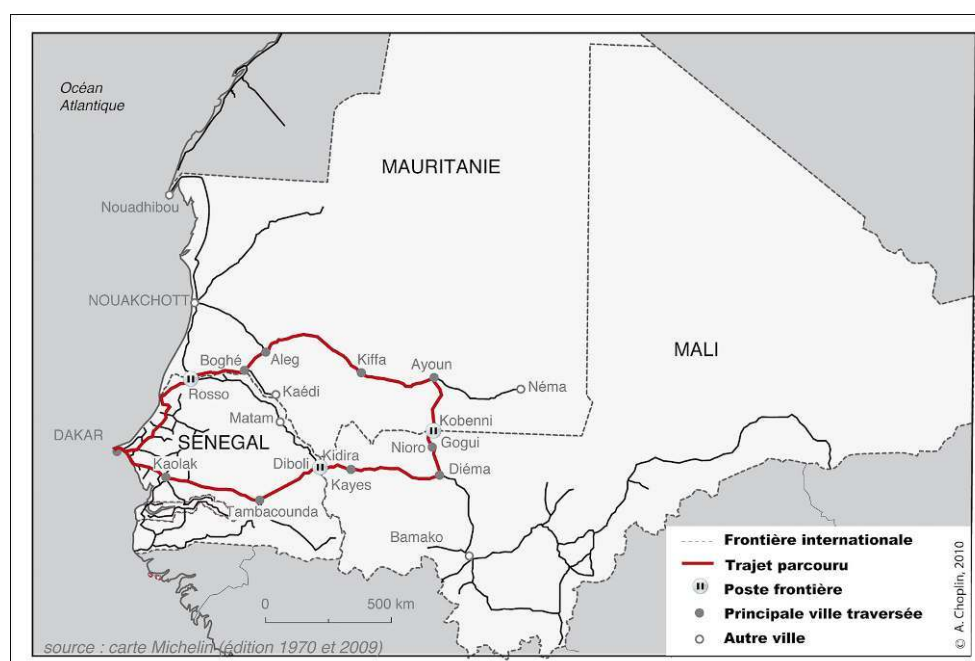 Océan
Atlantique
MAURITANIE
Nouadhibou
NOUAKCHOTT
Boghé
Aleg
Kiffa
Ayoun
Néma
MALI
Rosso
Kaédi
Matam
Kobenni
DAKAR
SÉNÉGAL
Nioro
Gogui
Kaolak
Diboli
Kidira
Kayes
Diéma
Tambacounda
Bamako
0
500 km
Frontière internationale
Trajet parcouru
Poste frontière
Principale ville traversée
Autre ville
© A. Choplin, 2010
source : carte Michelin (édition 1970 et 2009)